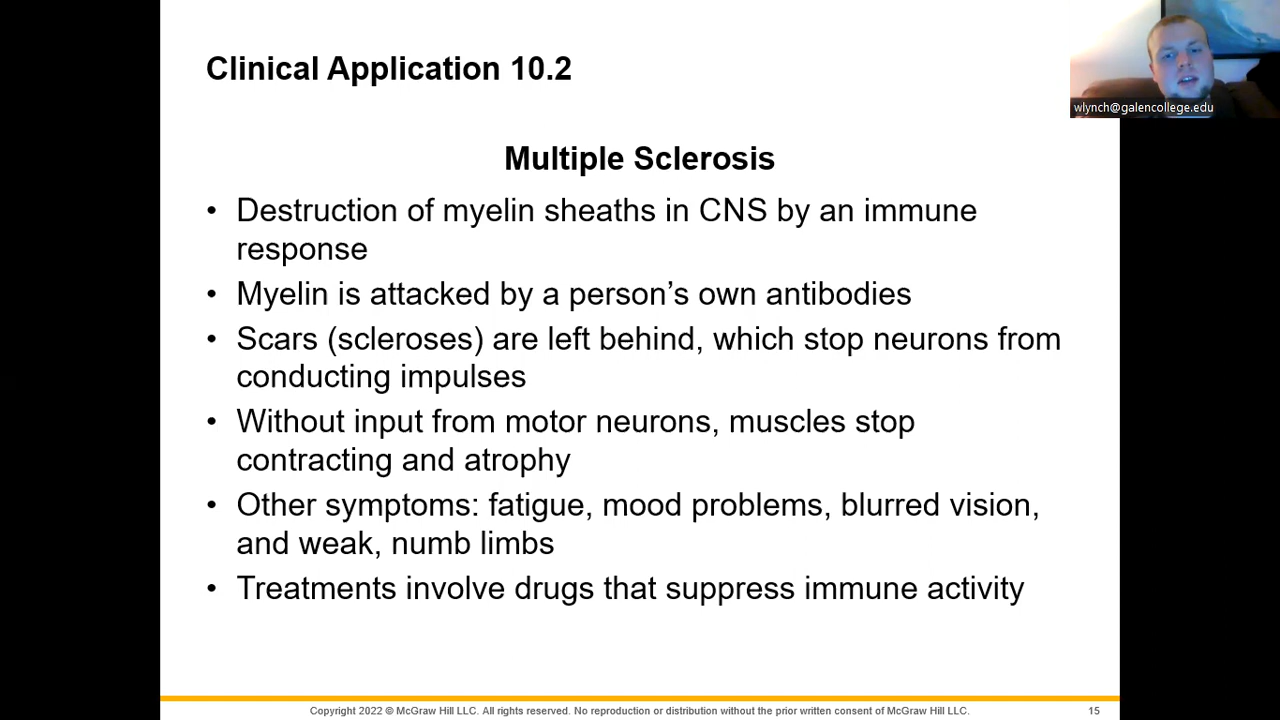 Clinical Application 10.2
wlynch@galencollege.edu
Multiple Sclerosis
• Destruction of myelin sheaths in CNS by an immune
response
• Myelin is attacked by a person’s own antibodies
• Scars (scleroses) are left behind, which stop neurons from
conducting impulses
• Without input from motor neurons, muscles stop
contracting and atrophy
• Other symptoms: fatigue, mood problems, blurred vision,
and weak, numb limbs
• Treatments involve drugs that suppress immune activity
Copyright 2022 © McGraw Hill LLC. All rights reserved. No reproduction or distribution without the prior written consent of McGraw Hill LLC.
15